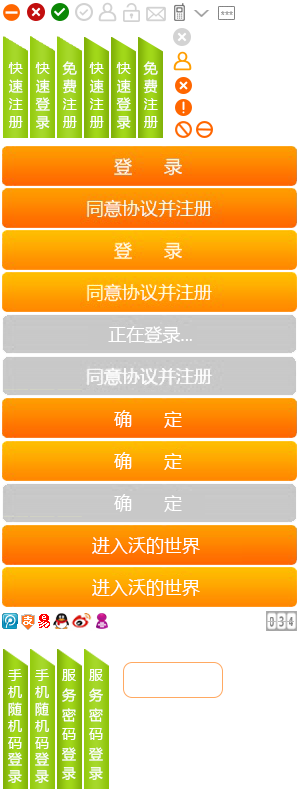 ***
快速注册
快速登录
免费注册
快速注册
快速登录
免费注册
登 录
同意协议并注册
登 录
同意协议并注册
正在登录...
同意协议并注册
确 定
确 定
确 定
进入沃的世界
进入沃的世界
易
034
手机随机码登录
手机随机码登录
服务密码登录
服务密码登录